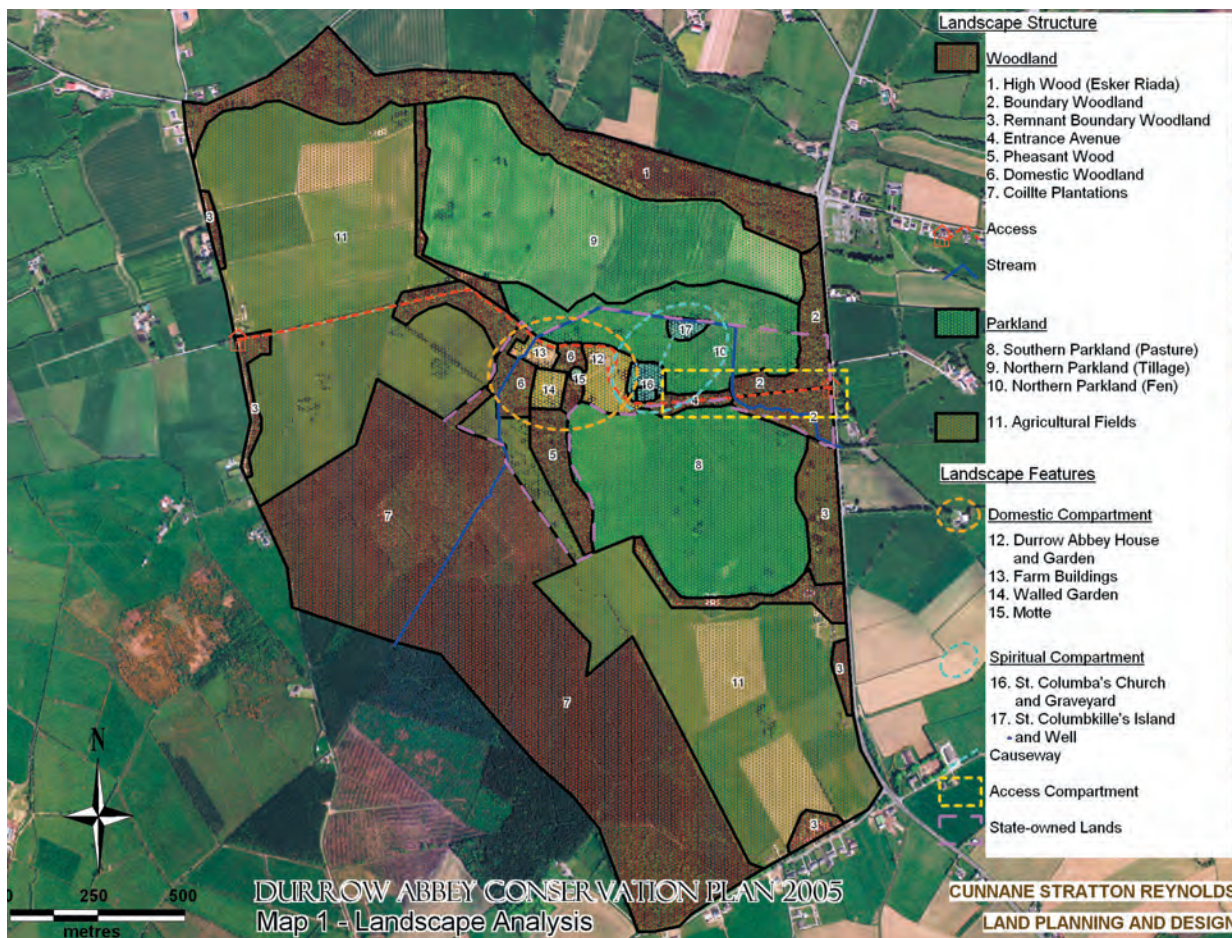 Landscape Structure
Woodland
1. High Wood (Esker Riada)
2. Boundary Woodland
3. Remnant Boundary Woodland
4. Entrance Avenue
5. Pheasant Wood
6. Domestic Woodland
7. Coillte Plantations
Access
Stream
Parkland
8. Southern Parkland (Pasture)
9. Northern Parkland (Tillage)
10. Northern Parkland (Fen)
11. Agricultural Fields
Landscape Features
Domestic Compartment
12. Durrow Abbey House
and Garden
13. Farm Buildings
14. Walled Garden
15. Motte
Spiritual Compartment
16. St. Columba's Church
and Graveyard
17. St. Columbkille's Island
and Well
Causeway
Access Compartment
State-owned Lands
1
3
11
9
2
17
10
13
6
12
15
16
2
6
14
4
2
3
5
8
7
3
3
11
7
3
N
0 250 500
metres
DURROW ABBEY CONSERVATION PLAN 2005
Map 1 - Landscape Analysis
CUNNANE STRATTON REYNOLDS
LAND PLANNING AND DESIGN